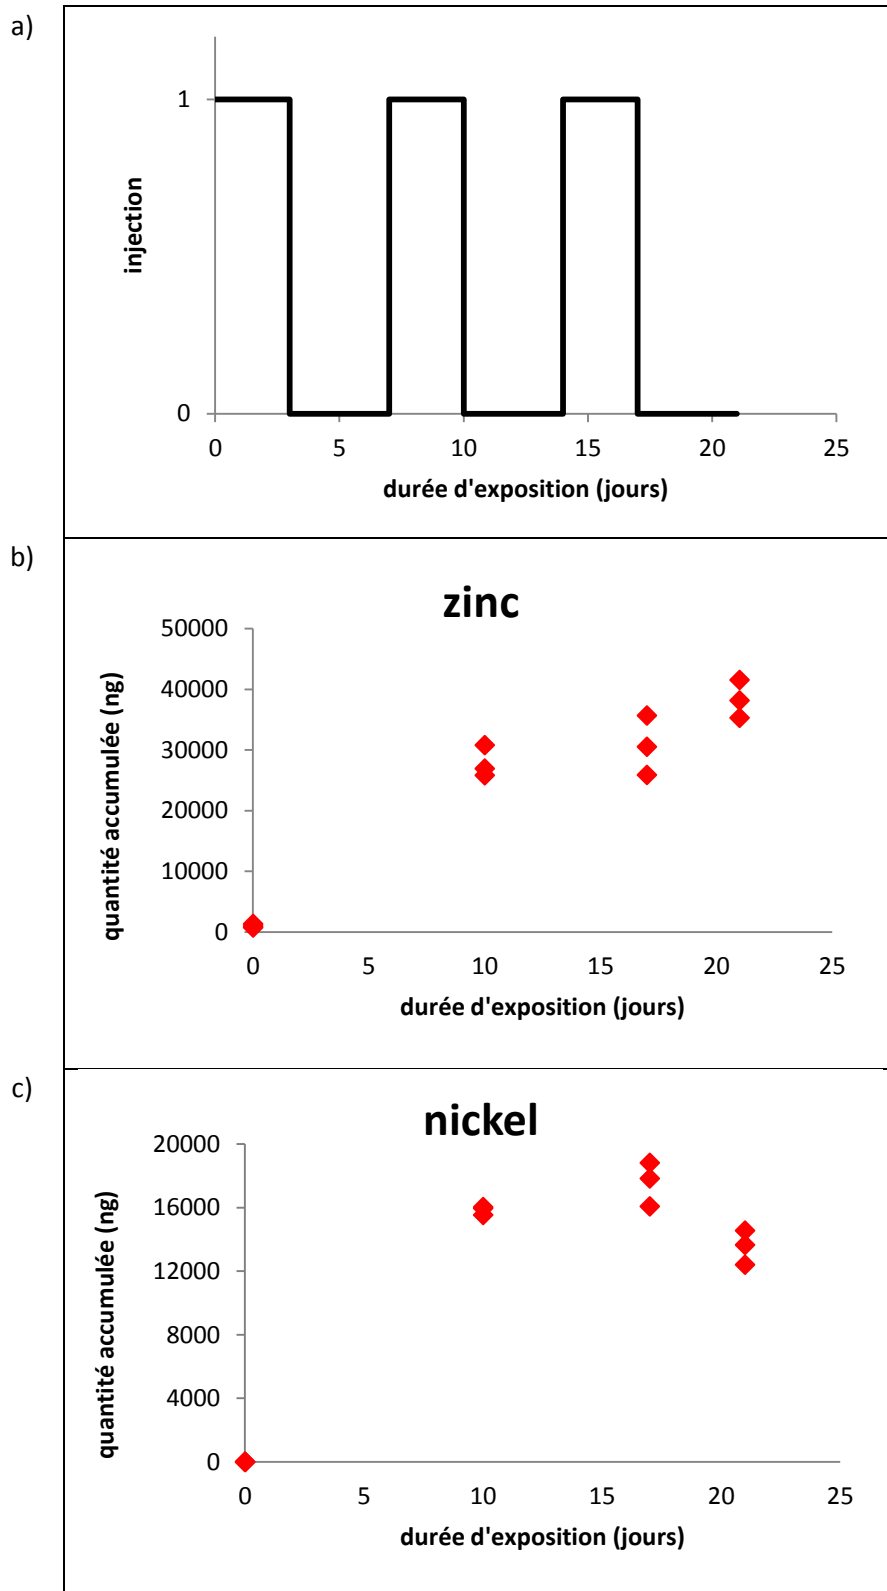 a)
1
injection
0
0 5 10 15 20 25
durée d'exposition (jours)
b)
zinc
50000
40000
30000
20000
10000
0
quantité accumulée (ng)
0 5 10 15 20 25
durée d'exposition (jours)
c)
nickel
20000
16000
12000
8000
4000
0
quantité accumulée (ng)
0 5 10 15 20 25
durée d'exposition (jours)